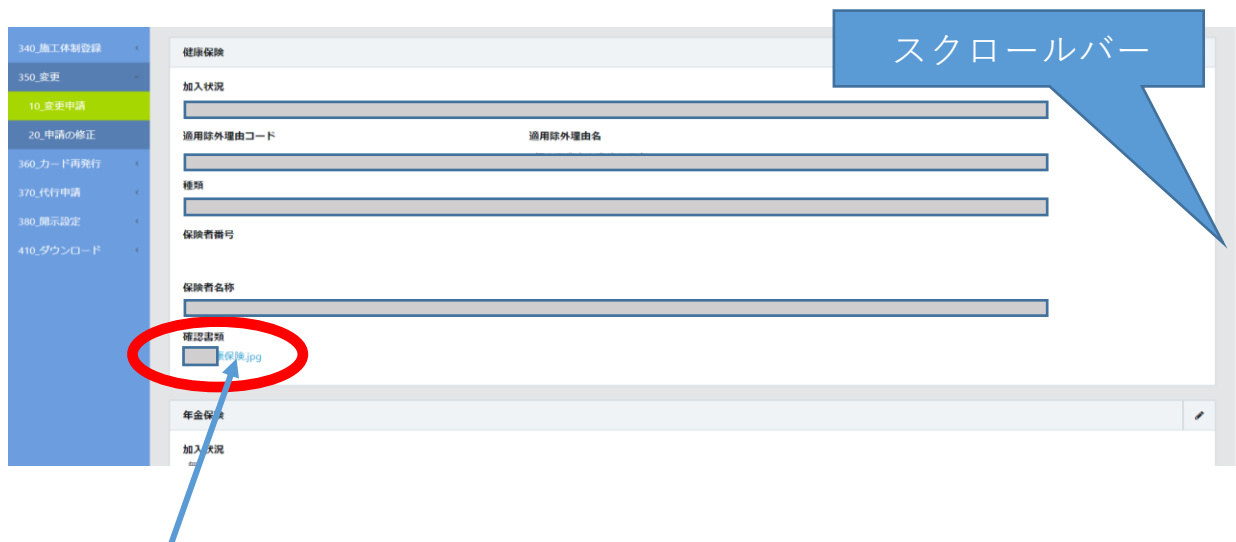 スクロールバー
340_施工体制登録
350_変更
10_変更申請
20_申請の修正
360_カード再発行
370_代行申請
380_開示設定
410_ダウンロード
健康保険
加入状況
適用除外理由コード
適用除外理由名
種類
保険者番号
保険者名称
確認書類
保険.jpg
年金保険
加入状況